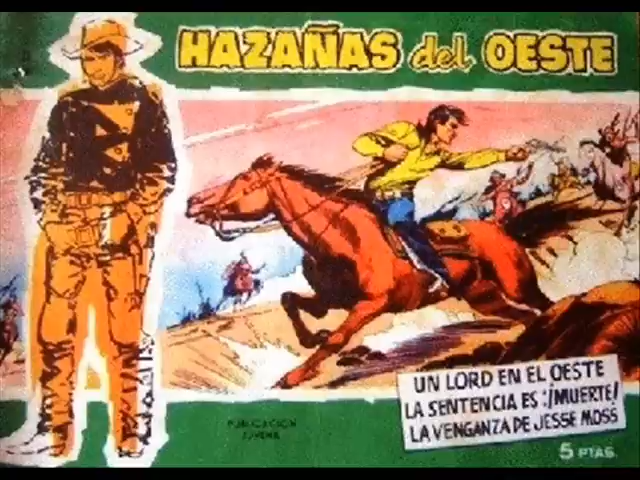 HAZAÑAS del OESTE
UN LORD EN EL OESTE
LA SENTENCIA ES: ¡MUERTE!
LA VENGANZA DE JESSE MOSS
PUBLICACION
JUVENIL
5 PTAS.